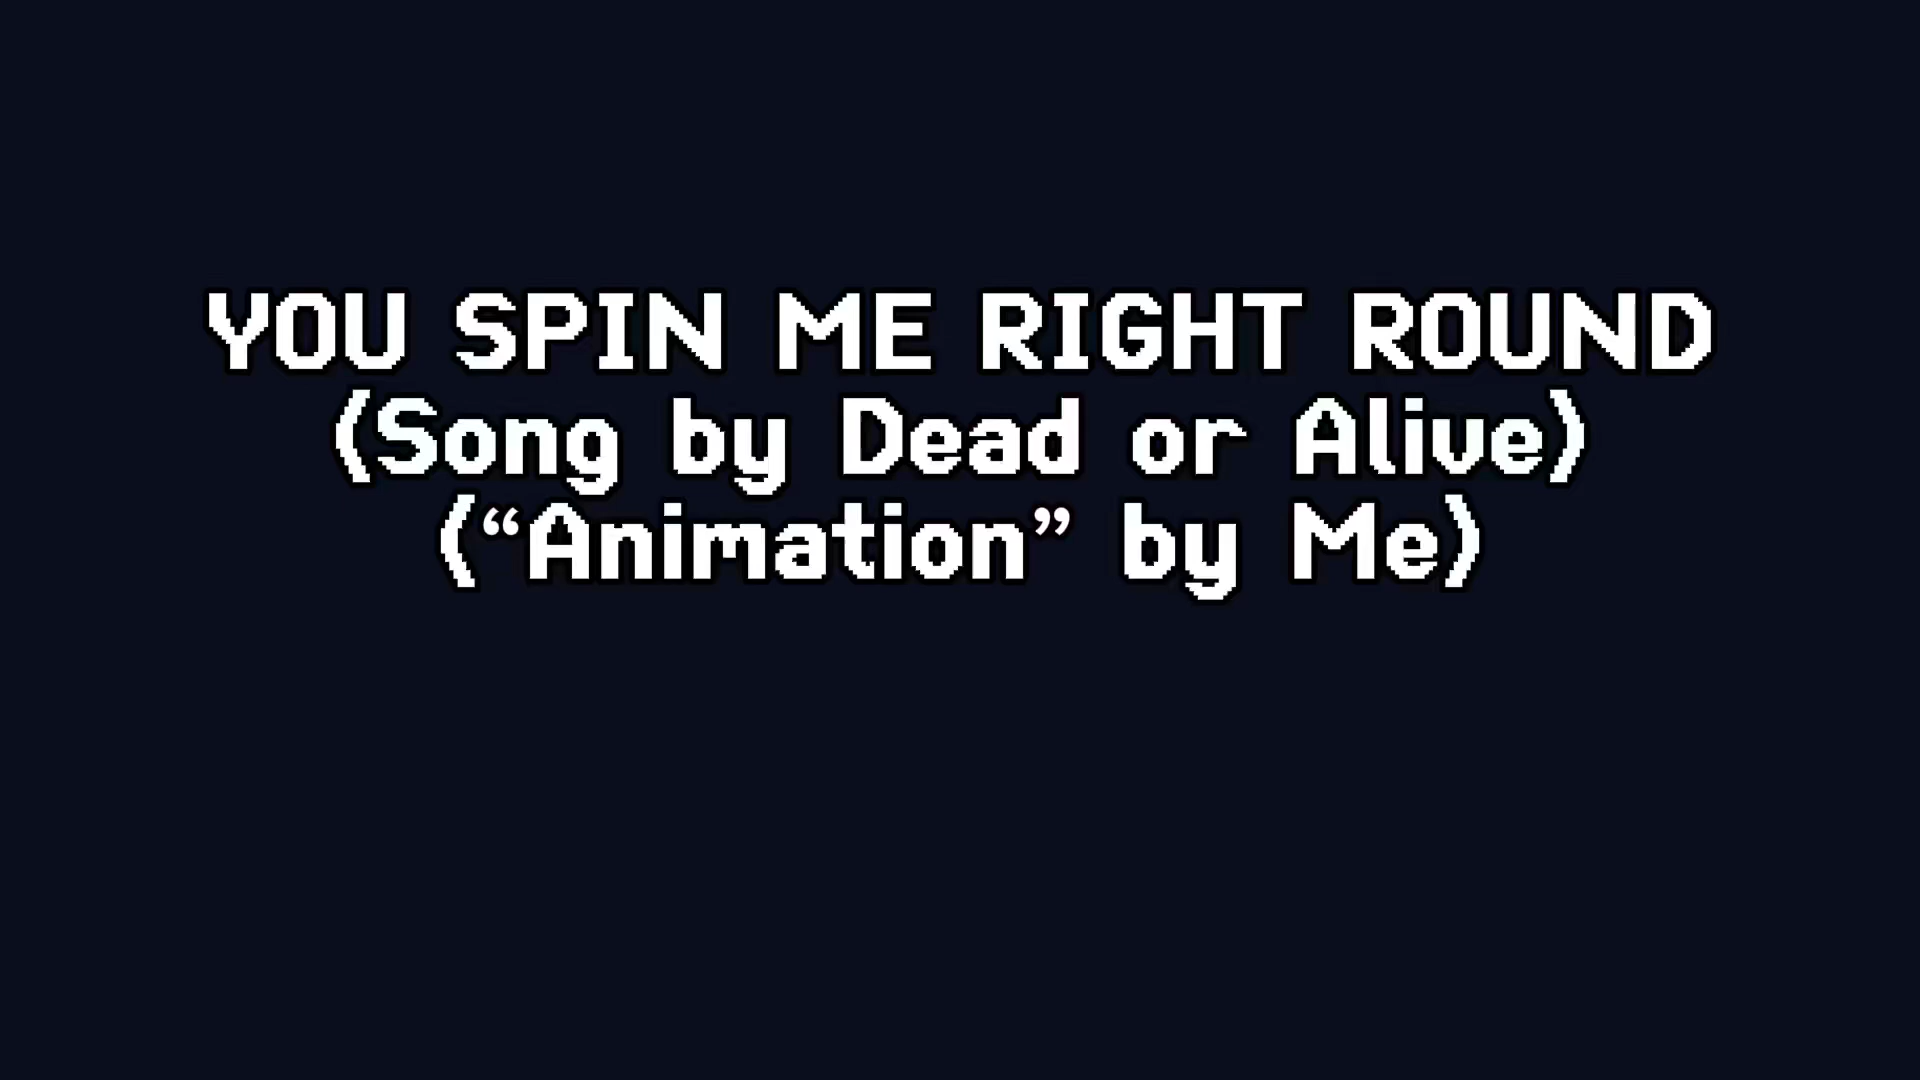 YOU SPIN ME RIGHT ROUND
(Song by Dead or Alive)
(“Animation” by Me)